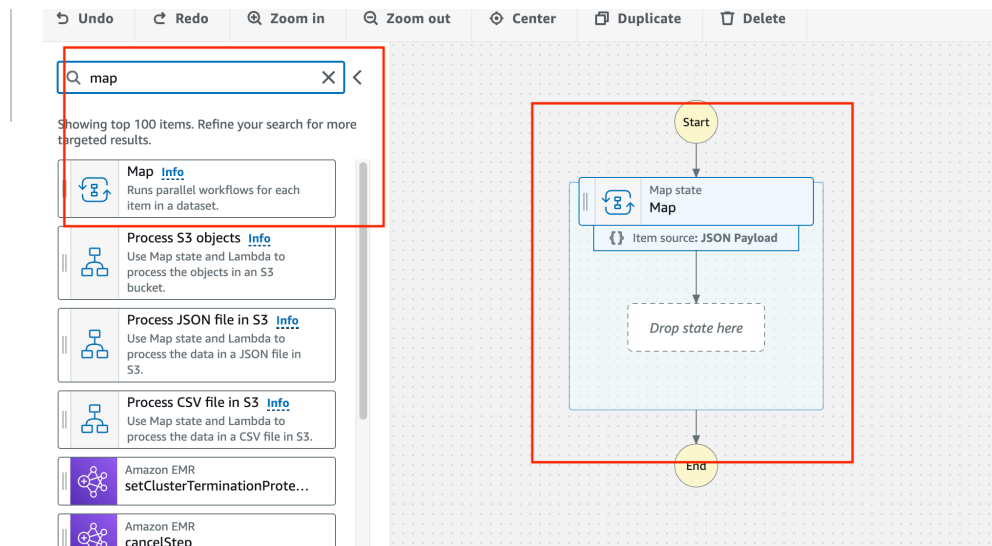 Undo
Redo
Zoom in
Zoom out
Center
Duplicate
Delete
map
Showing top 100 items. Refine your search for more
targeted results.
Map Info
Runs parallel workflows for each
item in a dataset.
Process S3 objects Info
Use Map state and Lambda to
process the objects in an S3
bucket.
Process JSON file in S3 Info
Use Map state and Lambda to
process the data in a JSON file in
S3.
Process CSV file in S3 Info
Use Map state and Lambda to
process the data in a CSV file in S3.
Amazon EMR
setClusterTerminationProte...
Amazon EMR
cancelStep
Start
Map state
Map
{} Item source: JSON Payload
Drop state here
End